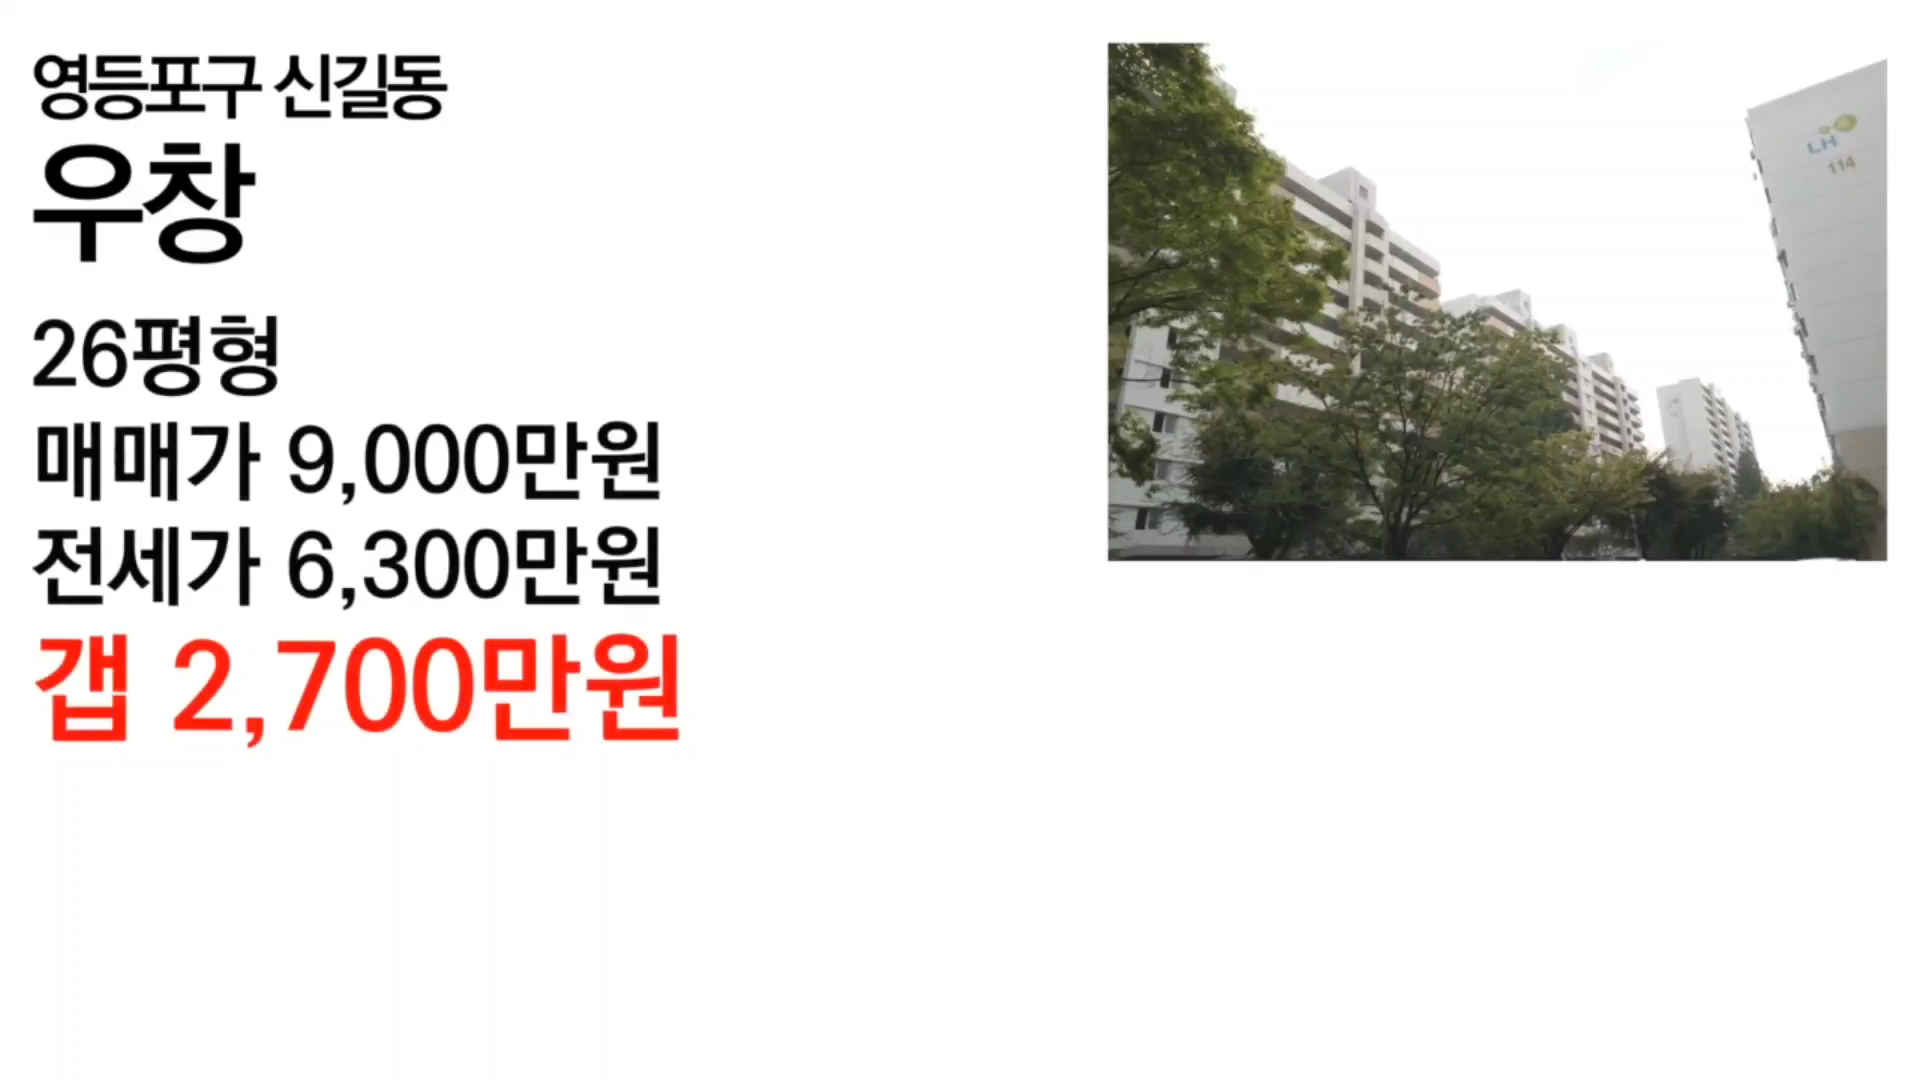 영등포구 신길동
우창
26평형
매매가 9,000만원
전세가 6,300만원
갭 2,700만원
LH
114